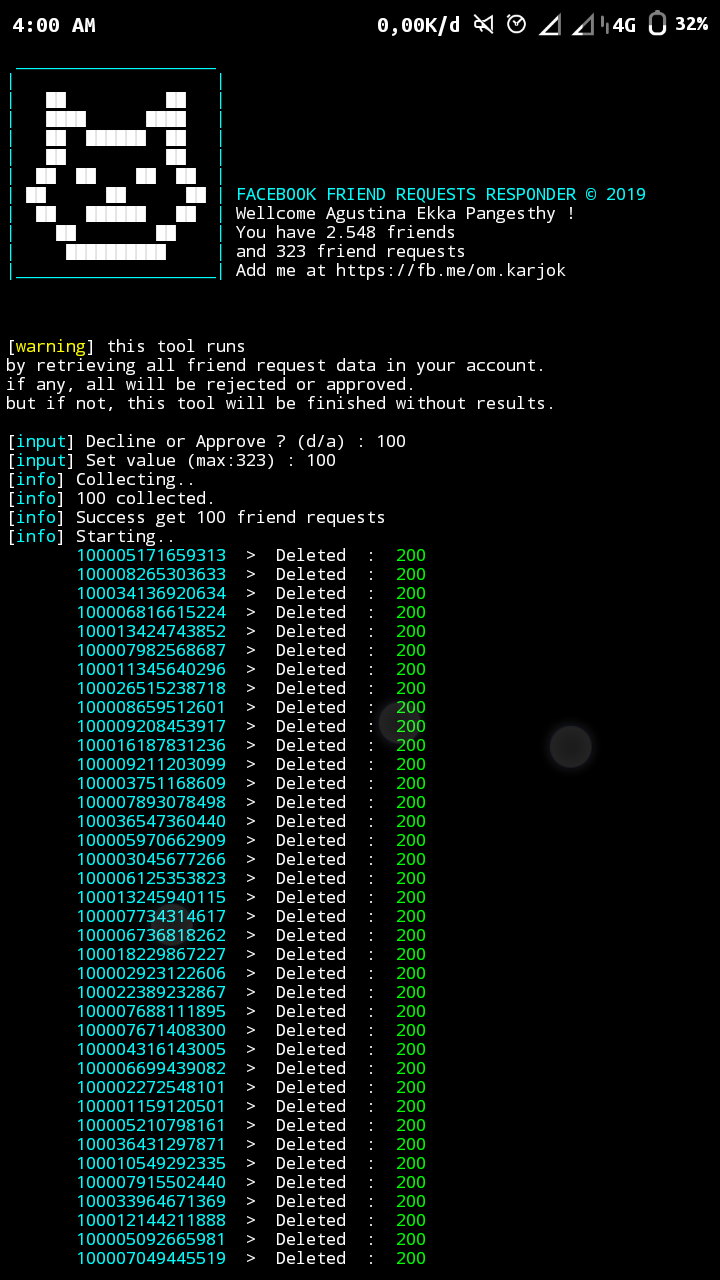 4:00 AM 0,00K/d 4G 32%
FACEBOOK FRIEND REQUESTS RESPONDER © 2019
Wellcome Agustina Ekka Pangesthy !
You have 2.548 friends
and 323 friend requests
Add me at https://fb.me/om.karjok
[warning] this tool runs
by retrieving all friend request data in your account.
if any, all will be rejected or approved.
but if not, this tool will be finished without results.
[input] Decline or Approve ? (d/a) : 100
[input] Set value (max:323) : 100
[info] Collecting..
[info] 100 collected.
[info] Success get 100 friend requests
[info] Starting..
100005171659313 > Deleted : 200
100008265303633 > Deleted : 200
100034136920634 > Deleted : 200
100006816615224 > Deleted : 200
100013424743852 > Deleted : 200
100007982568687 > Deleted : 200
100011345640296 > Deleted : 200
100026515238718 > Deleted : 200
100008659512601 > Deleted : 200
100009208453917 > Deleted : 200
100016187831236 > Deleted : 200
100009211203099 > Deleted : 200
100003751168609 > Deleted : 200
100007893078498 > Deleted : 200
100036547360440 > Deleted : 200
100005970662909 > Deleted : 200
100003045677266 > Deleted : 200
100006125353823 > Deleted : 200
100013245940115 > Deleted : 200
100007734314617 > Deleted : 200
100006736818262 > Deleted : 200
100018229867227 > Deleted : 200
100002923122606 > Deleted : 200
100022389232867 > Deleted : 200
100007688111895 > Deleted : 200
100007671408300 > Deleted : 200
100004316143005 > Deleted : 200
100006699439082 > Deleted : 200
100002272548101 > Deleted : 200
100001159120501 > Deleted : 200
100005210798161 > Deleted : 200
100036431297871 > Deleted : 200
100010549292335 > Deleted : 200
100007915502440 > Deleted : 200
100033964671369 > Deleted : 200
100012144211888 > Deleted : 200
100005092665981 > Deleted : 200
100007049445519 > Deleted : 200